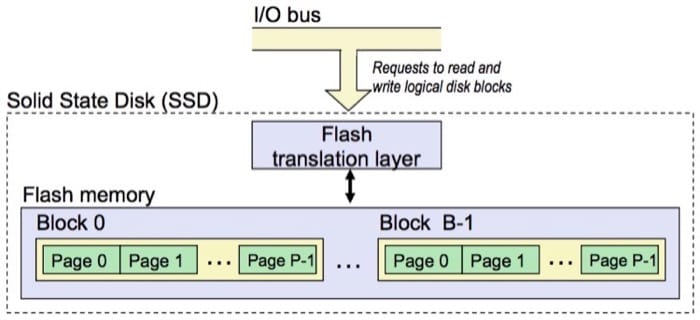 I/O bus
Requests to read and
write logical disk blocks
Solid State Disk (SSD)
Flash
translation layer
Flash memory
Block 0
Block B-1
Page 0 Page 1 ... Page P-1 ... Page 0 Page 1 ... Page P-1